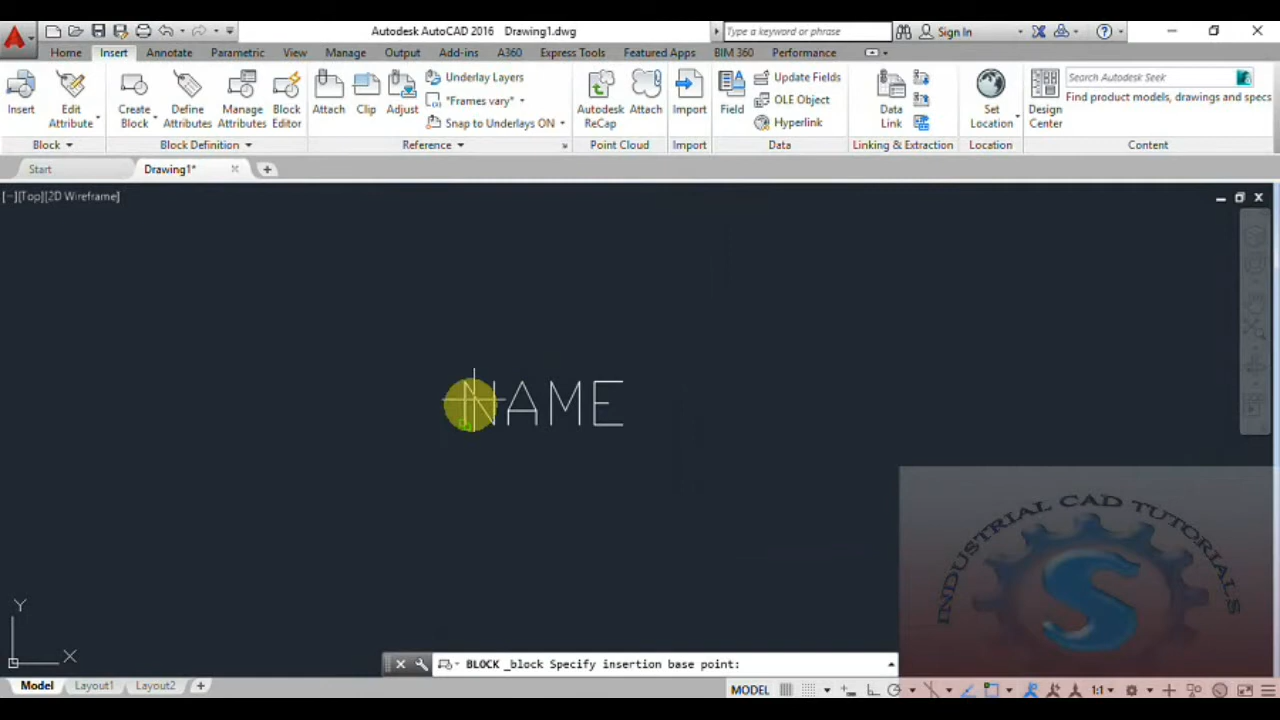 Autodesk AutoCAD 2016 Drawing1.dwg
Type a keyword or phrase
Sign In
Home Insert Annotate Parametric View Manage Output Add-ins A360 Express Tools Featured Apps BIM 360 Performance
Insert
Edit
Attribute
Create
Block
Define
Attributes
Manage
Attributes
Block
Editor
Attach
Clip
Adjust
Underlay Layers
*Frames vary*
Snap to Underlays ON
Autodesk
ReCap
Attach
Import
Field
Update Fields
OLE Object
Hyperlink
Data
Link
Set
Location
Design
Center
Search Autodesk Seek
Find product models, drawings and specs
Block Block Definition Reference Point Cloud Import Data Linking & Extraction Location Content
Start Drawing1*
[−][Top][2D Wireframe]
NAME
INDUSTRIAL CAD TUTORIALS
S
Y
X
BLOCK _block Specify insertion base point:
Model Layout1 Layout2
MODEL 1:1